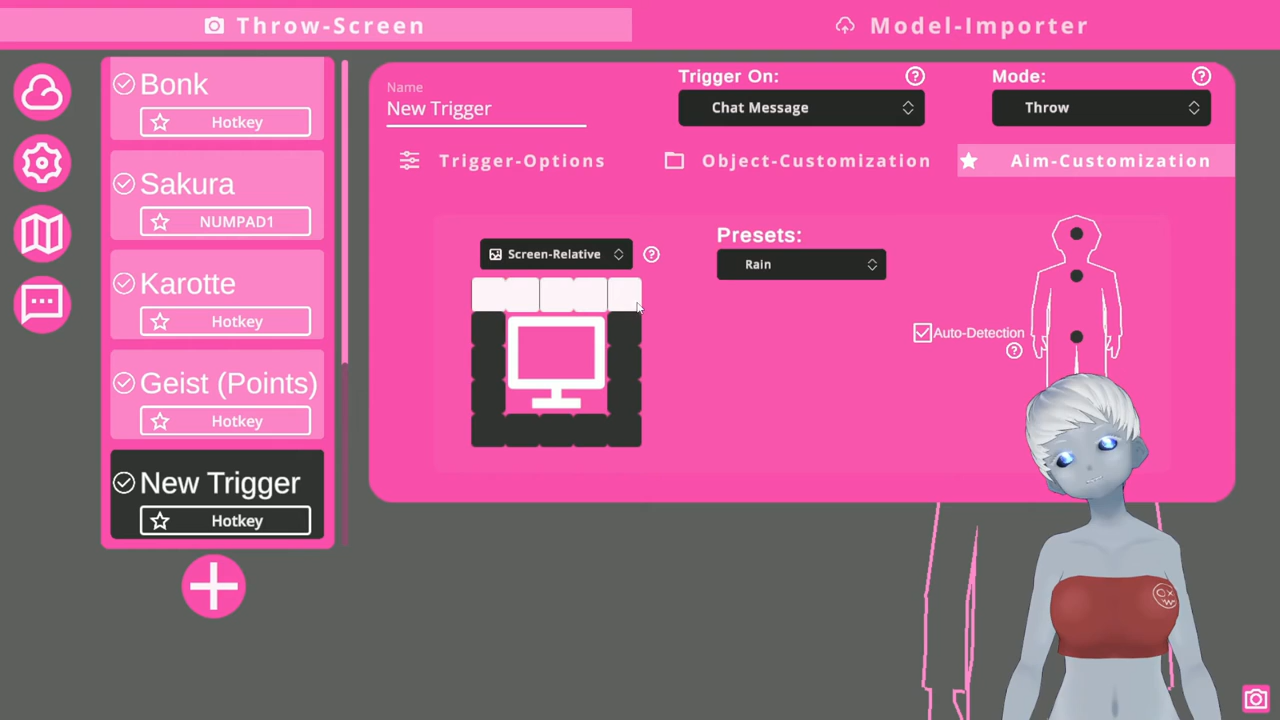 Throw-Screen
Model-Importer
Bonk
Hotkey
Sakura
NUMPAD1
Karotte
Hotkey
Geist (Points)
Hotkey
New Trigger
Hotkey
Name
New Trigger
Trigger On:
Chat Message
Mode:
Throw
Trigger-Options
Object-Customization
Aim-Customization
Screen-Relative
Presets:
Rain
Auto-Detection